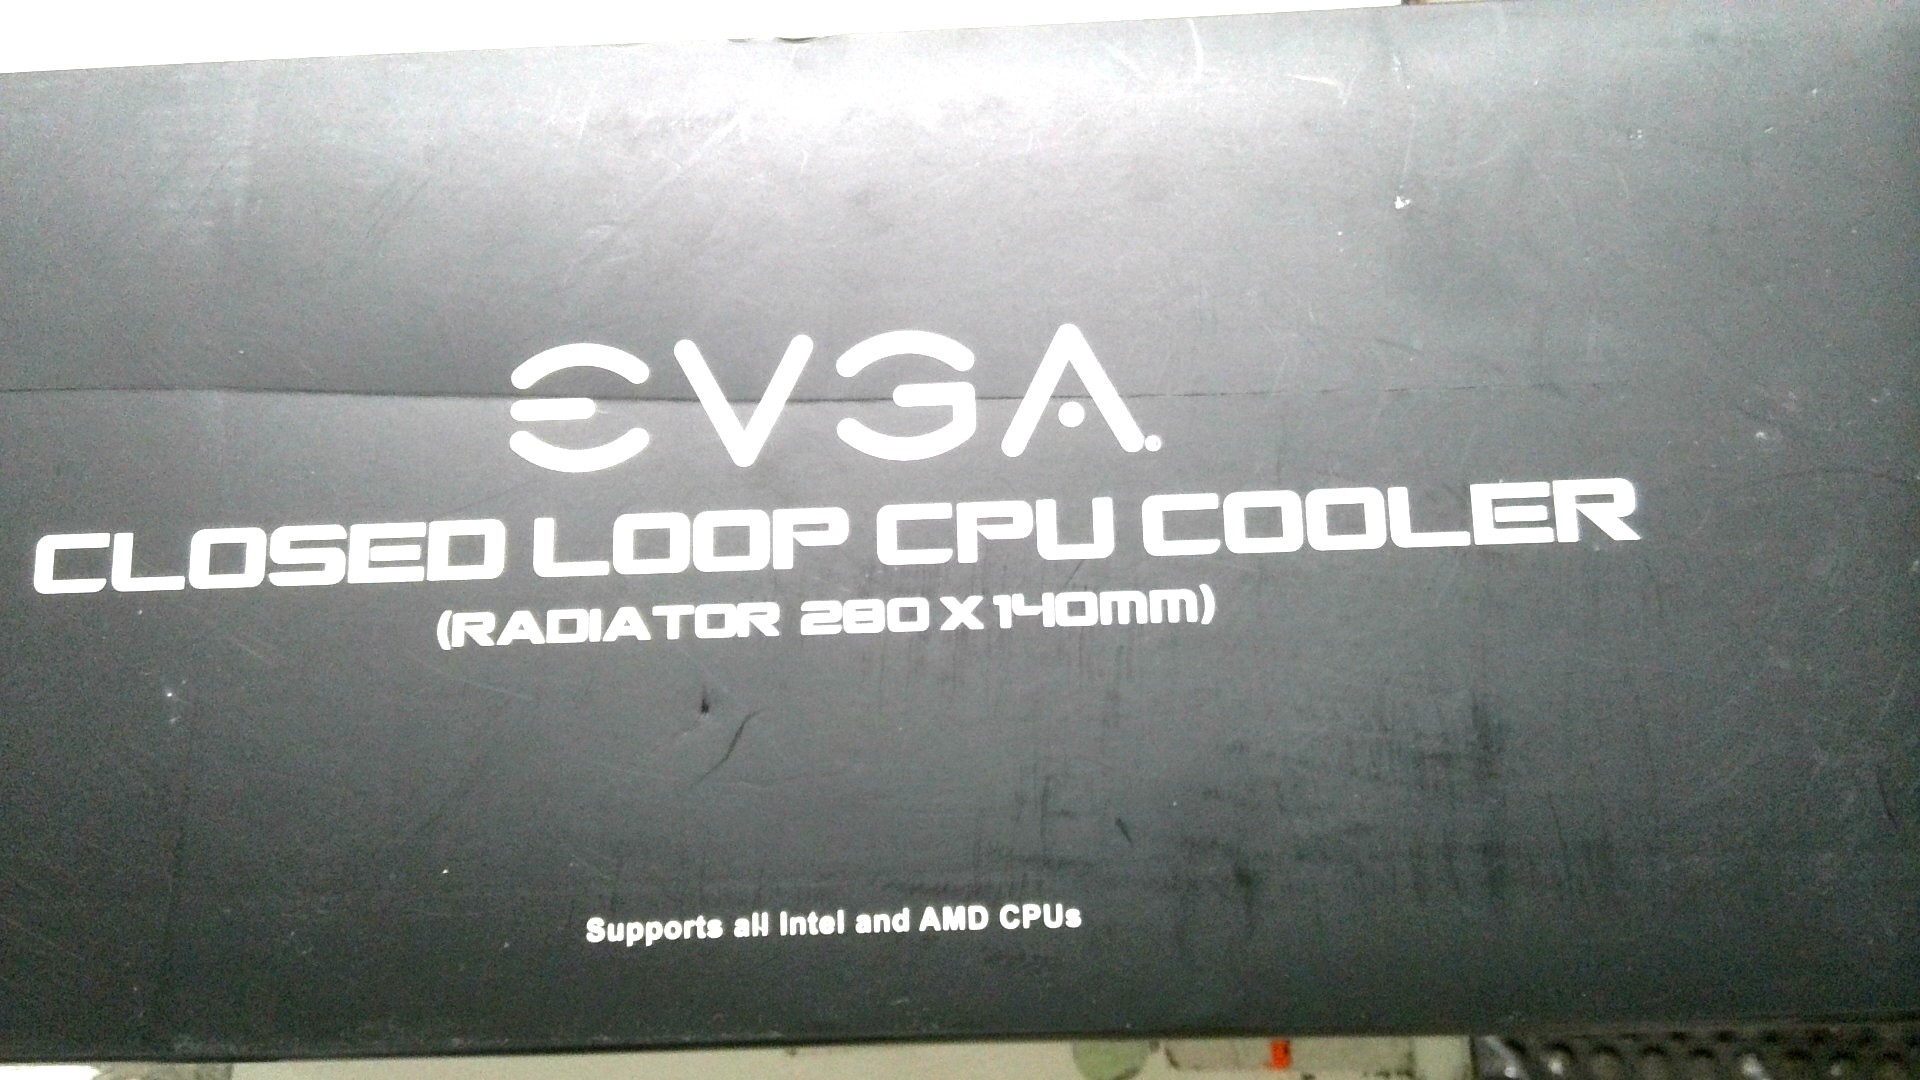 EVGA®
CLOSED LOOP CPU COOLER
(RADIATOR 280 X 140mm)
Supports all Intel and AMD CPUs